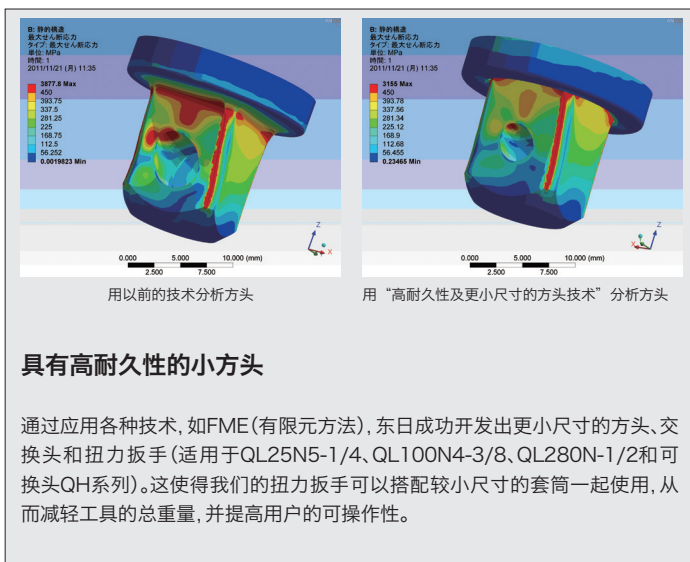 B: 静的構造
最大せん断応力
タイプ: 最大せん断応力
単位: MPa
時間: 1
2011/11/21 (月) 11:35
3877.8 Max
450
393.75
337.5
281.25
225
168.75
112.5
56.252
0.0019823 Min
Z
X
0.000 5.000 10.000 (mm)
2.500 7.500
用以前的技术分析方头
B: 静的構造
最大せん断応力
タイプ: 最大せん断応力
単位: MPa
時間: 1
2011/11/21 (月) 11:35
3155 Max
450
393.78
337.56
281.34
225.12
168.9
112.68
56.455
0.23465 Min
Z
X
0.000 5.000 10.000 (mm)
2.500 7.500
用“高耐久性及更小尺寸的方头技术”分析方头
具有高耐久性的小方头
通过应用各种技术,如FME(有限元方法),东日成功开发出更小尺寸的方头、交
换头和扭力扳手(适用于QL25N5-1/4、QL100N4-3/8、QL280N-1/2和可
换头QH系列)。这使得我们的扭力扳手可以搭配较小尺寸的套筒一起使用,从
而减轻工具的总重量,并提高用户的可操作性。